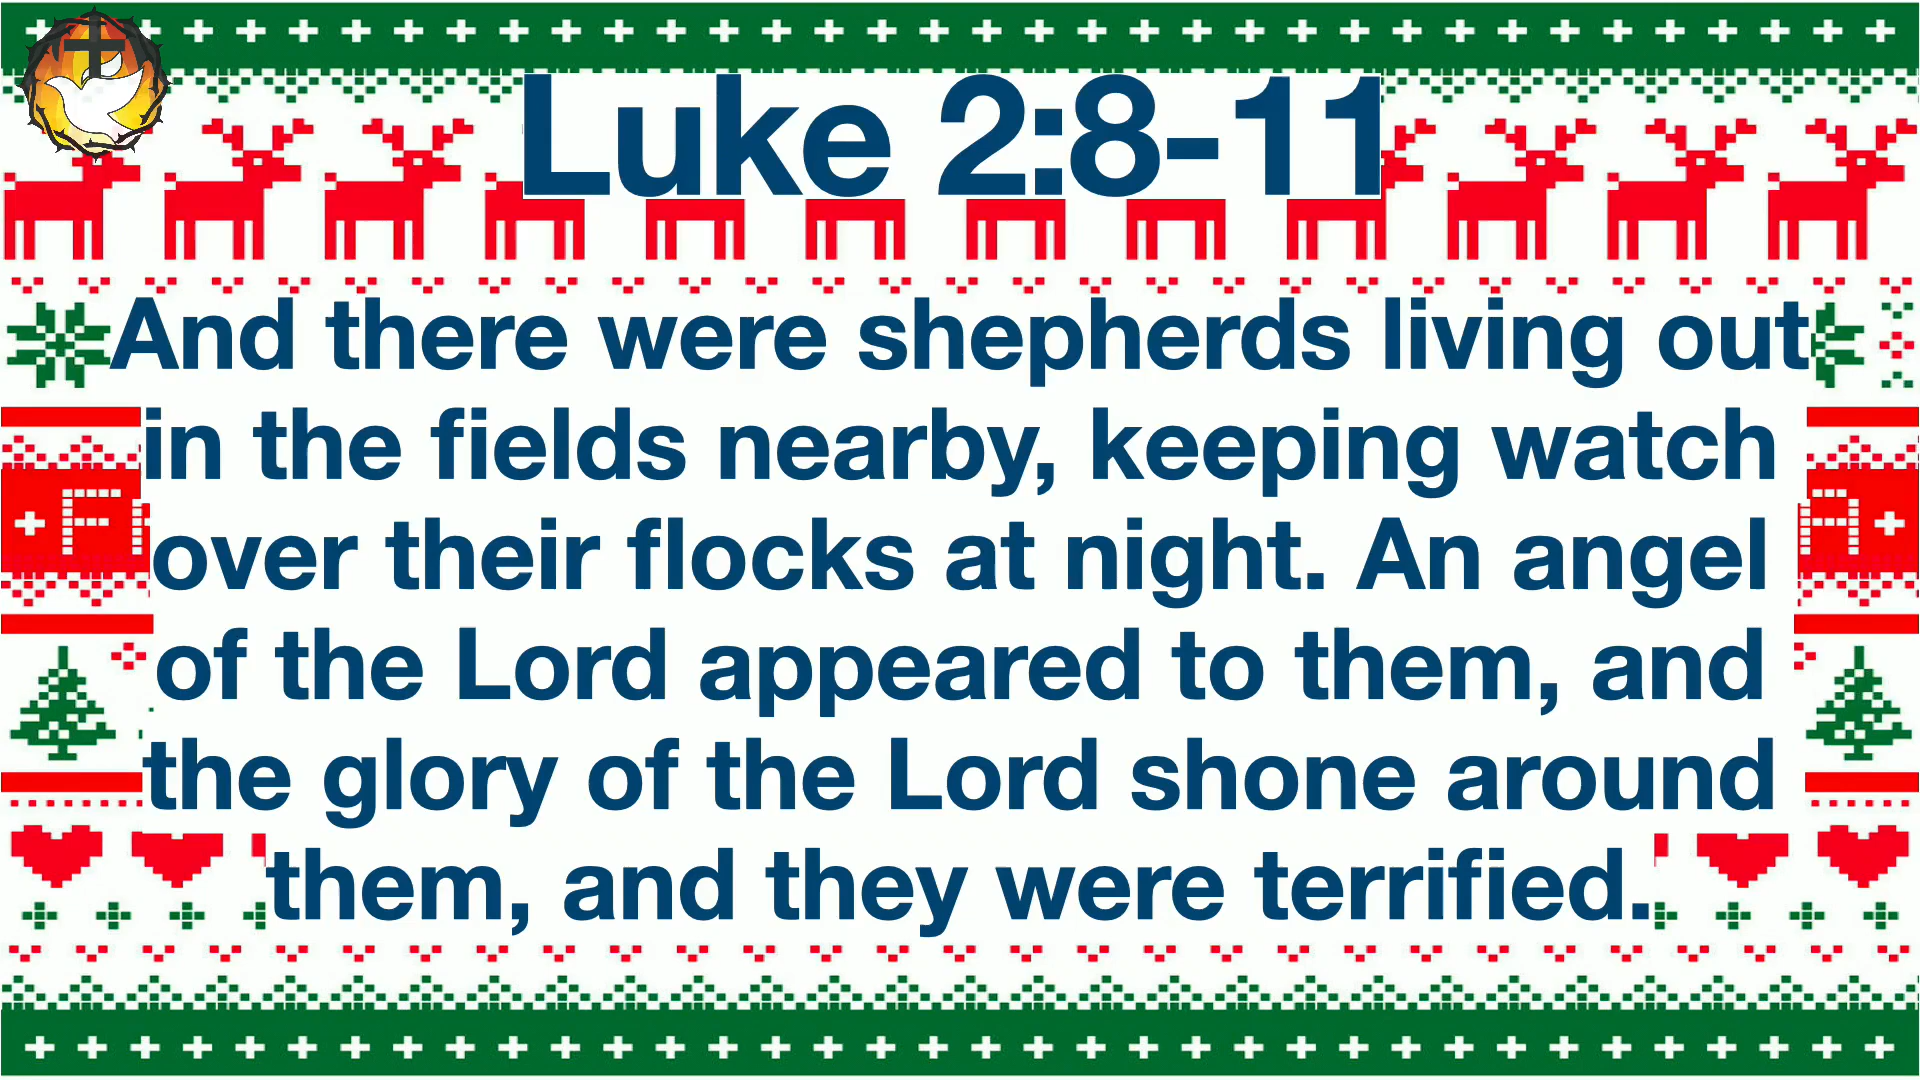 Luke 2:8-11
And there were shepherds living out
in the fields nearby, keeping watch
over their flocks at night. An angel
of the Lord appeared to them, and
the glory of the Lord shone around
them, and they were terrified.